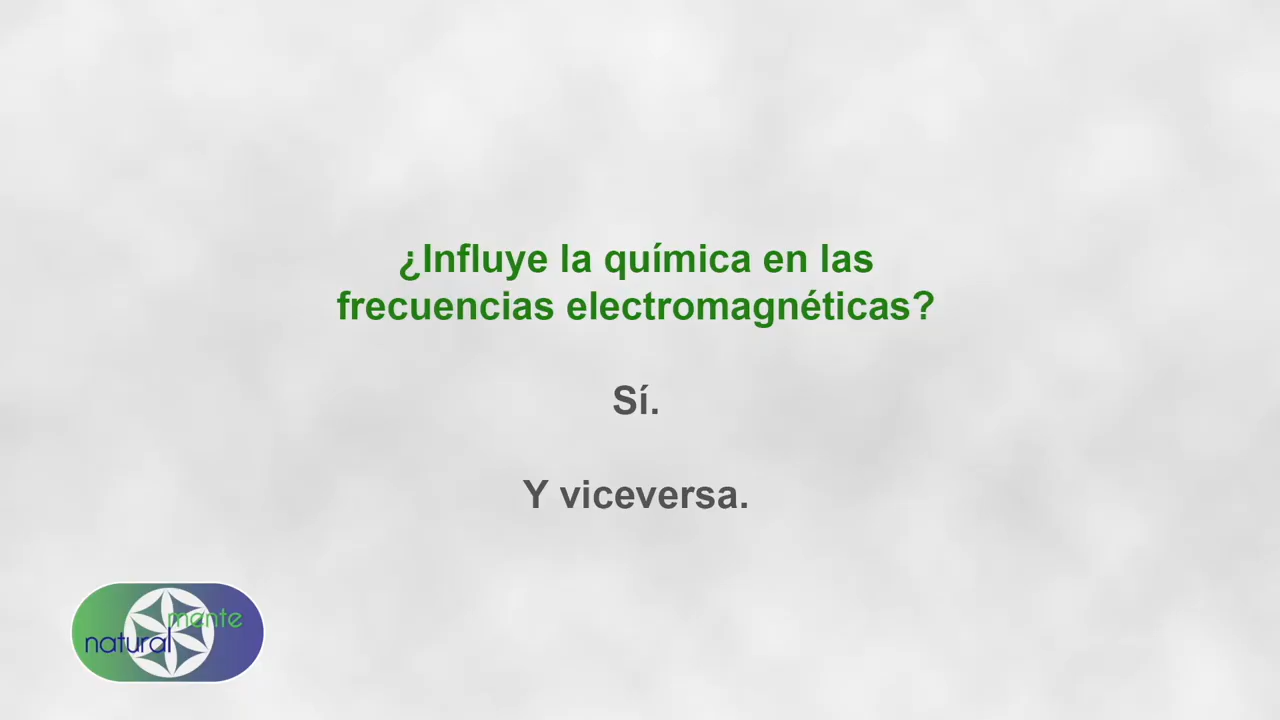 ¿Influye la química en las
frecuencias electromagnéticas?
Sí.
Y viceversa.
natural
mente